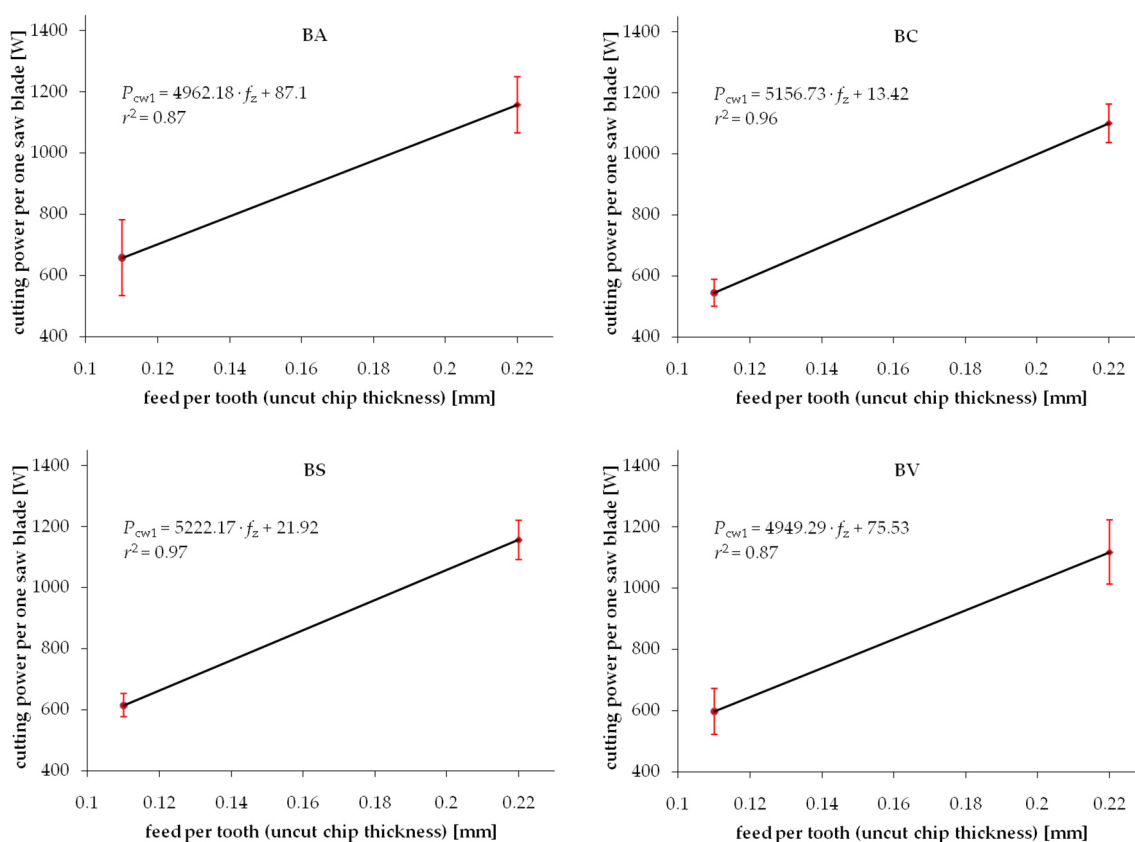 BA
cutting power per one saw blade [W]
1400
1200
1000
800
600
400
P_cw1 = 4962.18 · f_z + 87.1
r² = 0.87
0.1 0.12 0.14 0.16 0.18 0.2 0.22
feed per tooth (uncut chip thickness) [mm]
BC
cutting power per one saw blade [W]
1400
1200
1000
800
600
400
P_cw1 = 5156.73 · f_z + 13.42
r² = 0.96
0.1 0.12 0.14 0.16 0.18 0.2 0.22
feed per tooth (uncut chip thickness) [mm]
BS
cutting power per one saw blade [W]
1400
1200
1000
800
600
400
P_cw1 = 5222.17 · f_z + 21.92
r² = 0.97
0.1 0.12 0.14 0.16 0.18 0.2 0.22
feed per tooth (uncut chip thickness) [mm]
BV
cutting power per one saw blade [W]
1400
1200
1000
800
600
400
P_cw1 = 4949.29 · f_z + 75.53
r² = 0.87
0.1 0.12 0.14 0.16 0.18 0.2 0.22
feed per tooth (uncut chip thickness) [mm]